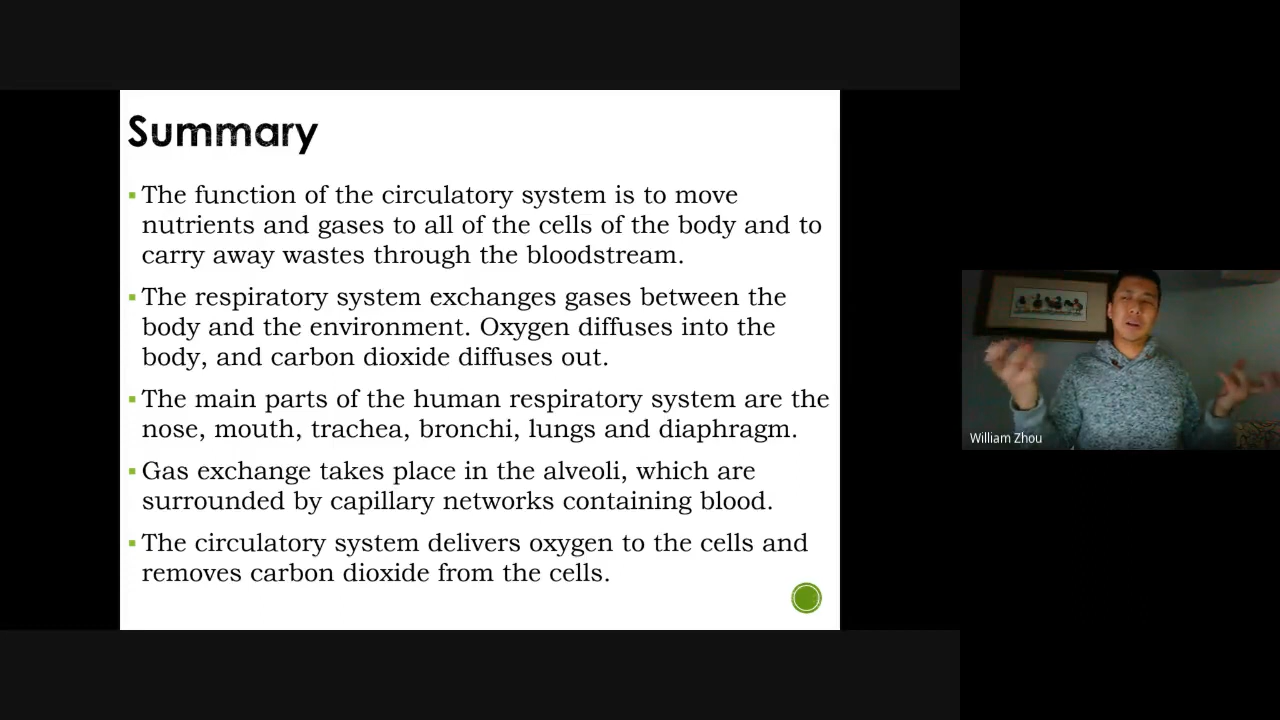 Summary
▪ The function of the circulatory system is to move
nutrients and gases to all of the cells of the body and to
carry away wastes through the bloodstream.
▪ The respiratory system exchanges gases between the
body and the environment. Oxygen diffuses into the
body, and carbon dioxide diffuses out.
▪ The main parts of the human respiratory system are the
nose, mouth, trachea, bronchi, lungs and diaphragm.
▪ Gas exchange takes place in the alveoli, which are
surrounded by capillary networks containing blood.
▪ The circulatory system delivers oxygen to the cells and
removes carbon dioxide from the cells.
William Zhou